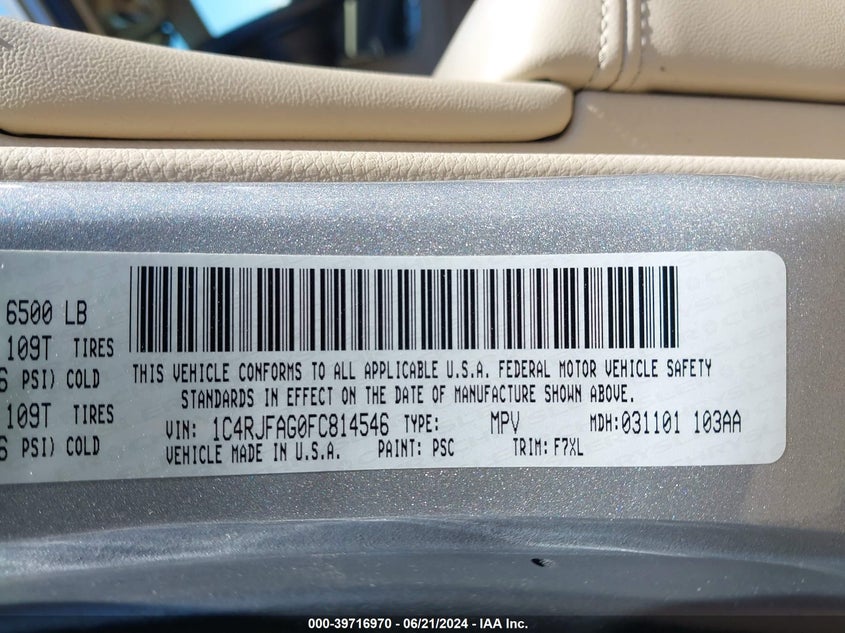 6500 LB
109T TIRES
PSI) COLD
109T TIRES
PSI) COLD
THIS VEHICLE CONFORMS TO ALL APPLICABLE U.S.A. FEDERAL MOTOR VEHICLE SAFETY
STANDARDS IN EFFECT ON THE DATE OF MANUFACTURE SHOWN ABOVE.
VIN: 1C4RJFAG0FC814546 TYPE: MPV MDH:031101 103AA
VEHICLE MADE IN U.S.A. PAINT: PSC TRIM: F7XL
000-39716970 - 06/21/2024 - IAA Inc.